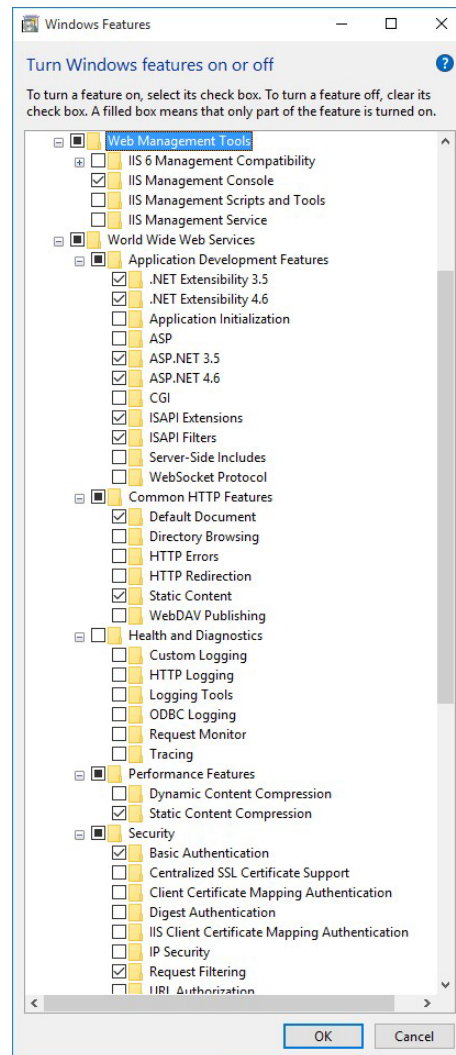 Windows Features
Turn Windows features on or off
To turn a feature on, select its check box. To turn a feature off, clear its
check box. A filled box means that only part of the feature is turned on.
Web Management Tools
IIS 6 Management Compatibility
IIS Management Console
IIS Management Scripts and Tools
IIS Management Service
World Wide Web Services
Application Development Features
.NET Extensibility 3.5
.NET Extensibility 4.6
Application Initialization
ASP
ASP.NET 3.5
ASP.NET 4.6
CGI
ISAPI Extensions
ISAPI Filters
Server-Side Includes
WebSocket Protocol
Common HTTP Features
Default Document
Directory Browsing
HTTP Errors
HTTP Redirection
Static Content
WebDAV Publishing
Health and Diagnostics
Custom Logging
HTTP Logging
Logging Tools
ODBC Logging
Request Monitor
Tracing
Performance Features
Dynamic Content Compression
Static Content Compression
Security
Basic Authentication
Centralized SSL Certificate Support
Client Certificate Mapping Authentication
Digest Authentication
IIS Client Certificate Mapping Authentication
IP Security
Request Filtering
URL Authorization
OK Cancel